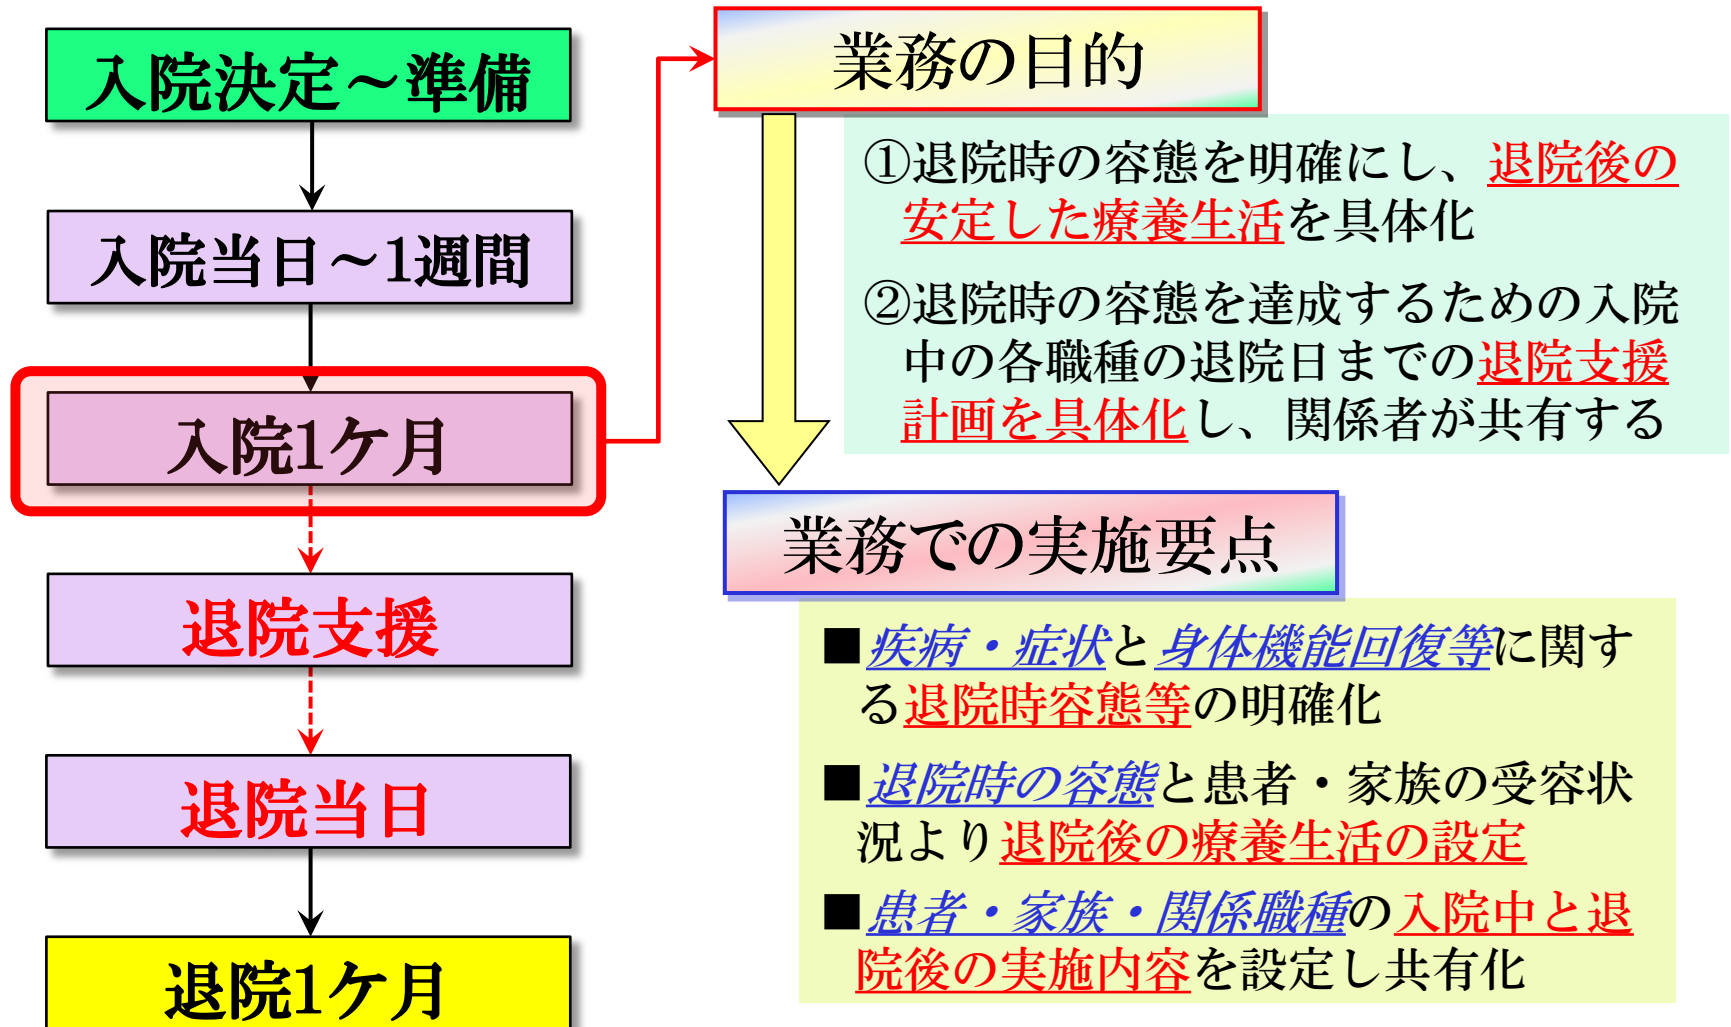 入院決定～準備
入院当日～1週間
入院1ケ月
退院支援
退院当日
退院1ケ月
業務の目的
①退院時の容態を明確にし、退院後の
安定した療養生活を具体化
②退院時の容態を達成するための入院
中の各職種の退院日までの退院支援
計画を具体化し、関係者が共有する
業務での実施要点
■疾病・症状と身体機能回復等に関す
る退院時容態等の明確化
■退院時の容態と患者・家族の受容状
況より退院後の療養生活の設定
■患者・家族・関係職種の入院中と退
院後の実施内容を設定し共有化